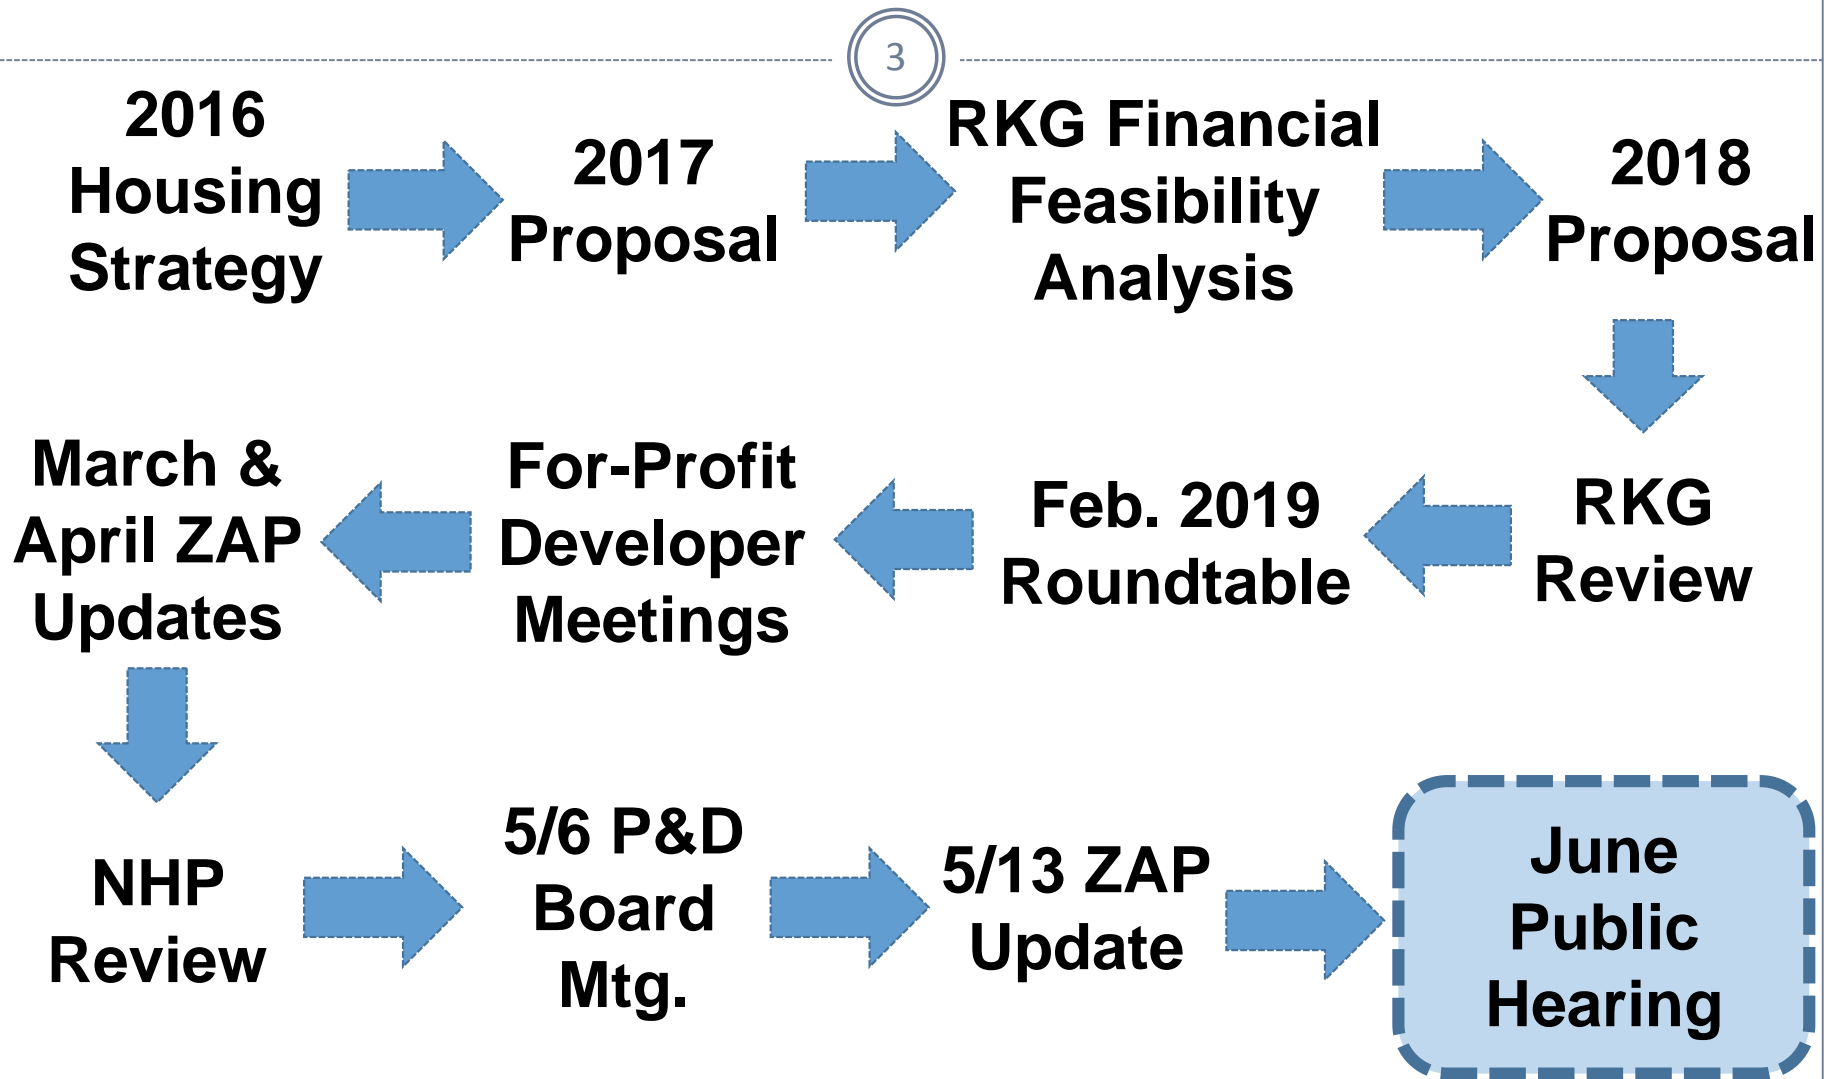 3
2016
Housing
Strategy
2017
Proposal
RKG Financial
Feasibility
Analysis
2018
Proposal
RKG
Review
Feb. 2019
Roundtable
For-Profit
Developer
Meetings
March &
April ZAP
Updates
NHP
Review
5/6 P&D
Board
Mtg.
5/13 ZAP
Update
June
Public
Hearing